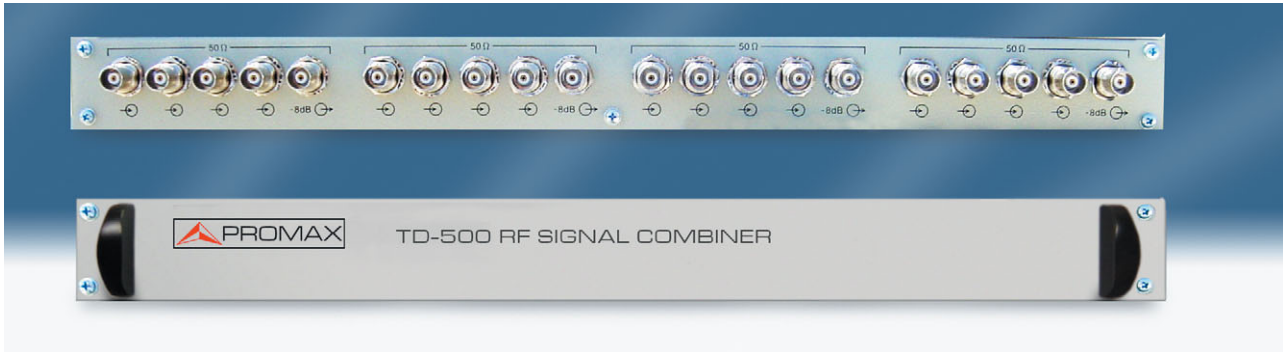 50 Ω 50 Ω 50 Ω 50 Ω
-8dB -8dB -8dB -8dB
PROMAX TD-500 RF SIGNAL COMBINER